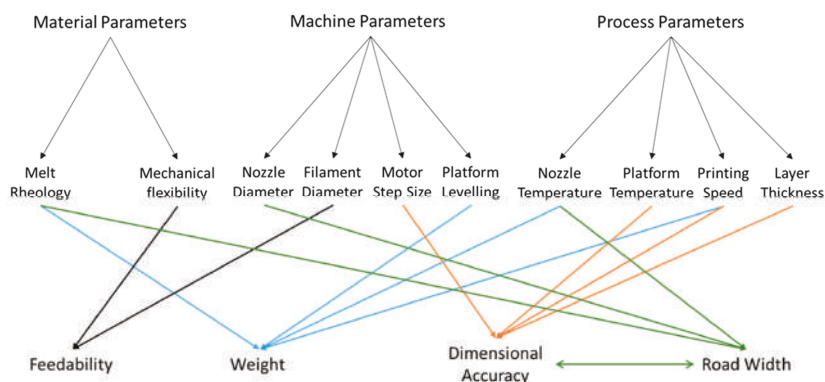 Material Parameters
Machine Parameters
Process Parameters
Melt
Rheology
Mechanical
flexibility
Nozzle
Diameter
Filament
Diameter
Motor
Step Size
Platform
Levelling
Nozzle
Temperature
Platform
Temperature
Printing
Speed
Layer
Thickness
Feedability
Weight
Dimensional
Accuracy
Road Width